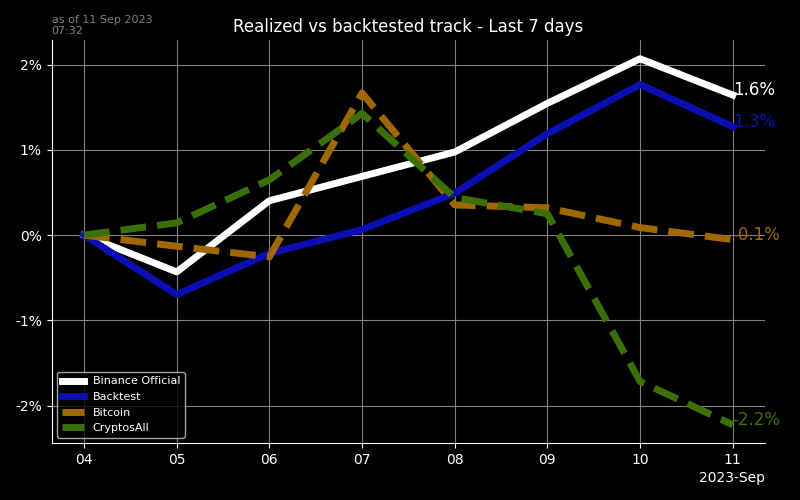 as of 11 Sep 2023
07:32
Realized vs backtested track - Last 7 days
2%
1%
0%
-1%
-2%
1.6%
1.3%
-0.1%
-2.2%
Binance Official
Backtest
Bitcoin
CryptosAll
04 05 06 07 08 09 10 11
2023-Sep